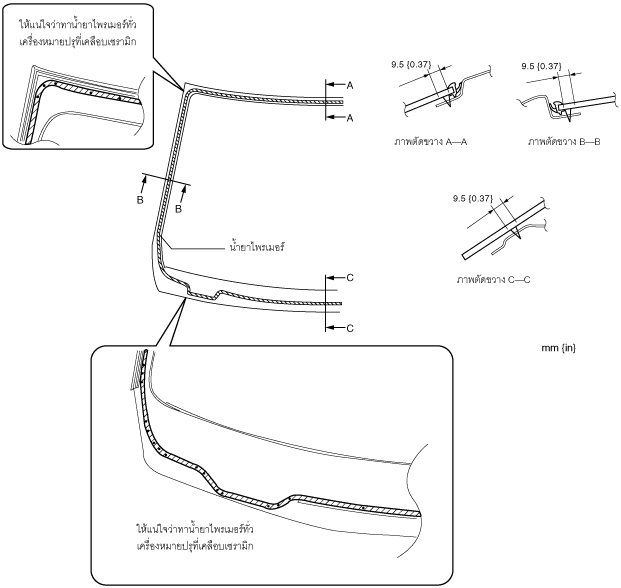 ให้แน่ใจว่าทาน้ำยาไพรเมอร์ทั่ว
เครื่องหมายปรุที่เคลือบเซรามิก
A
A
B
B
น้ำยาไพรเมอร์
C
C
9.5 {0.37}
ภาพตัดขวาง A—A
9.5 {0.37}
ภาพตัดขวาง B—B
9.5 {0.37}
ภาพตัดขวาง C—C
mm {in}
ให้แน่ใจว่าทาน้ำยาไพรเมอร์ทั่ว
เครื่องหมายปรุที่เคลือบเซรามิก